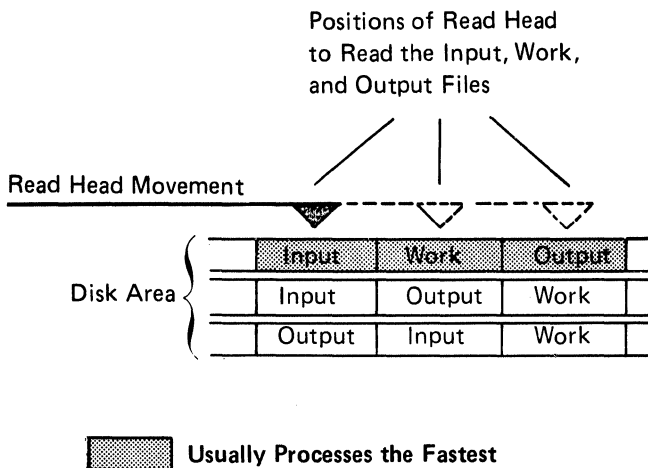 Positions of Read Head
to Read the Input, Work,
and Output Files
Read Head Movement
Input Work Output
Disk Area
Input Output Work
Output Input Work
Usually Processes the Fastest